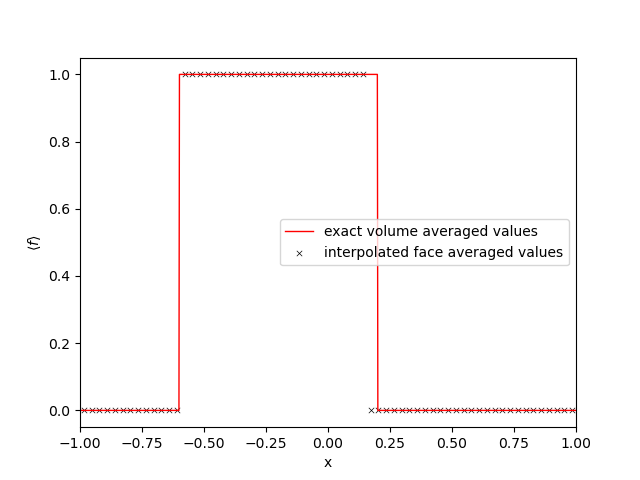 1.0
0.8
0.6
0.4
0.2
0.0
⟨f⟩
exact volume averaged values
interpolated face averaged values
−1.00 −0.75 −0.50 −0.25 0.00 0.25 0.50 0.75 1.00
x